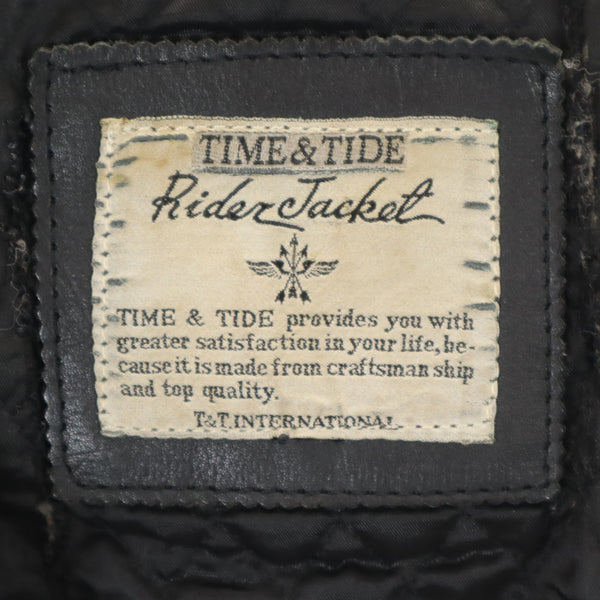 TIME & TIDE
Rider Jacket
TIME & TIDE provides you with
greater satisfaction in your life, be-
cause it is made from craftsman ship
and top quality.
T&T. INTERNATIONAL